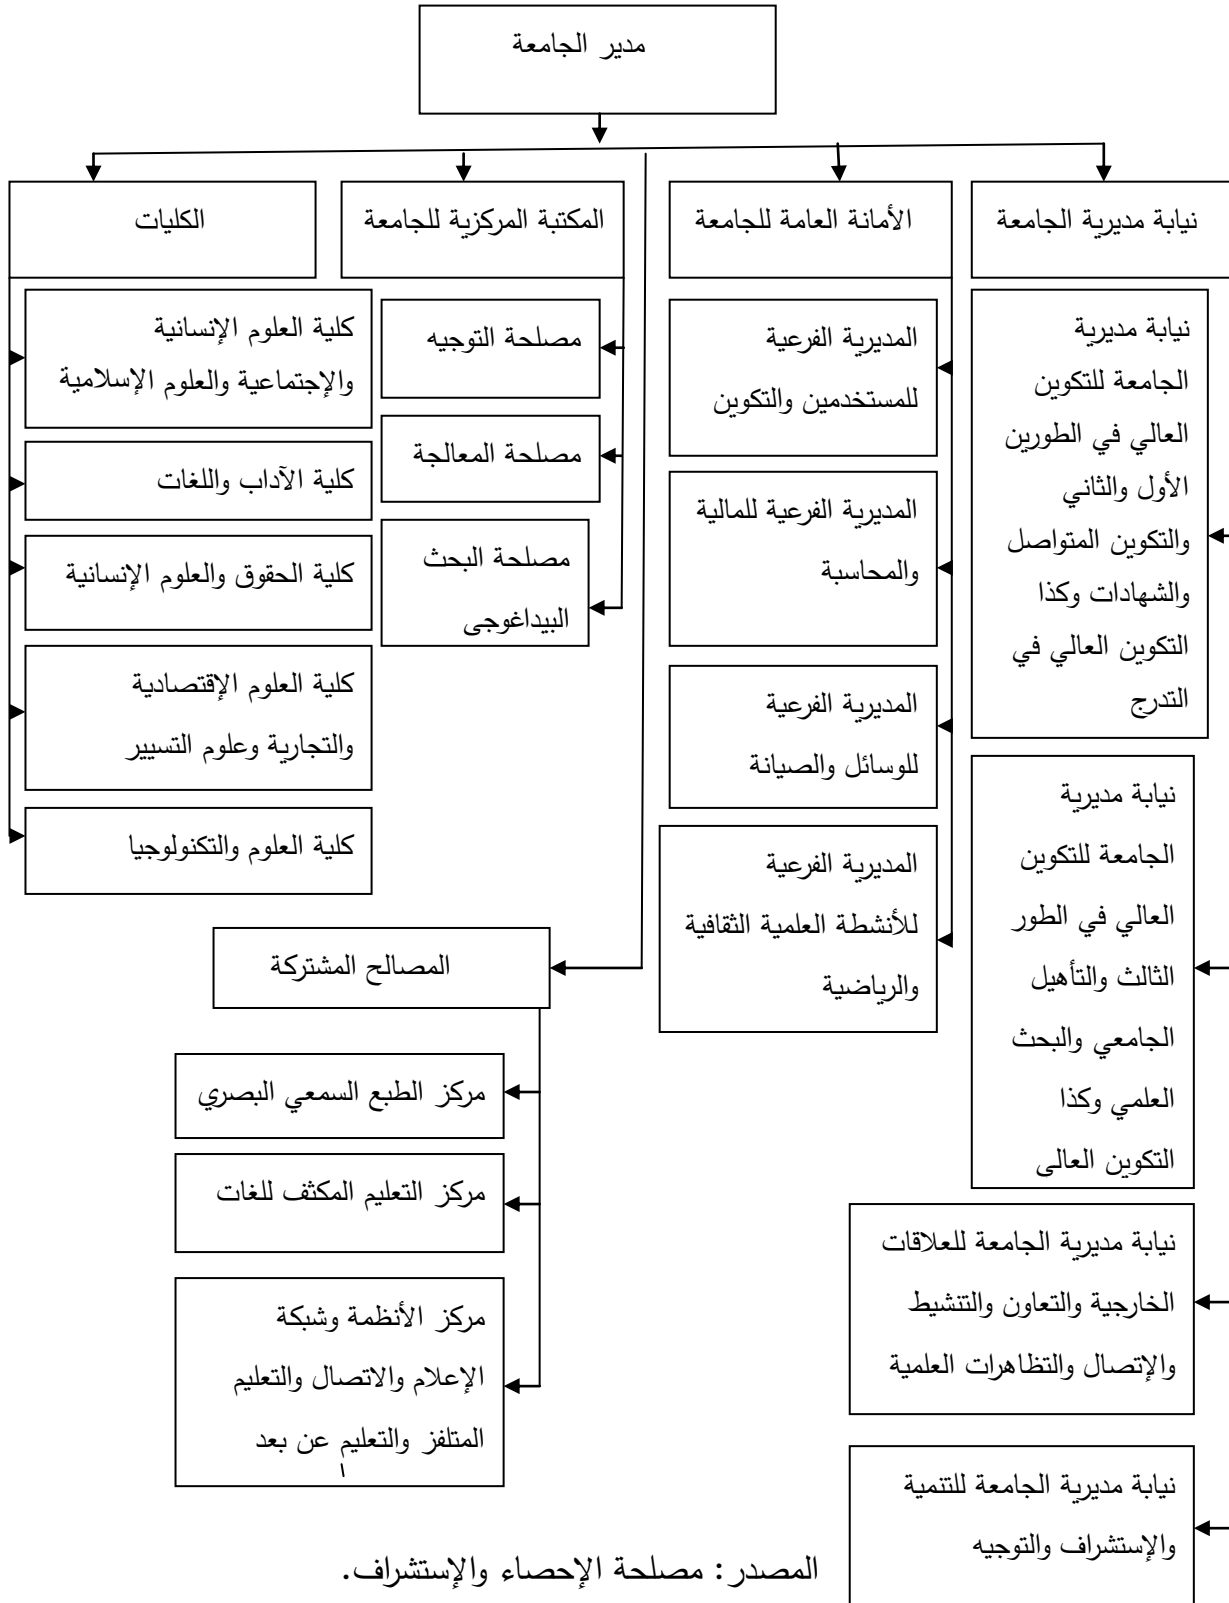 مدير الجامعة
نيابة مديرية الجامعة
الأمانة العامة للجامعة
المكتبة المركزية للجامعة
الكليات
نيابة مديرية
الجامعة للتكوين
العالي في الطورين
الأول والثاني
والتكوين المتواصل
والشهادات وكذا
التكوين العالي في
التدرج
نيابة مديرية
الجامعة للتكوين
العالي في الطور
الثالث والتأهيل
الجامعي والبحث
العلمي وكذا
التكوين العالى
نيابة مديرية الجامعة للعلاقات
الخارجية والتعاون والتنشيط
والإتصال والتظاهرات العلمية
نيابة مديرية الجامعة للتنمية
والإستشراف والتوجيه
المديرية الفرعية
للمستخدمين والتكوين
المديرية الفرعية للمالية
والمحاسبة
المديرية الفرعية
للوسائل والصيانة
المديرية الفرعية
للأنشطة العلمية الثقافية
والرياضية
مصلحة التوجيه
مصلحة المعالجة
مصلحة البحث
البيداغوجى
كلية العلوم الإنسانية
والإجتماعية والعلوم الإسلامية
كلية الآداب واللغات
كلية الحقوق والعلوم الإنسانية
كلية العلوم الإقتصادية
والتجارية وعلوم التسيير
كلية العلوم والتكنولوجيا
المصالح المشتركة
مركز الطبع السمعي البصري
مركز التعليم المكثف للغات
مركز الأنظمة وشبكة
الإعلام والاتصال والتعليم
المتلفز والتعليم عن بعد
المصدر: مصلحة الإحصاء والإستشراف.